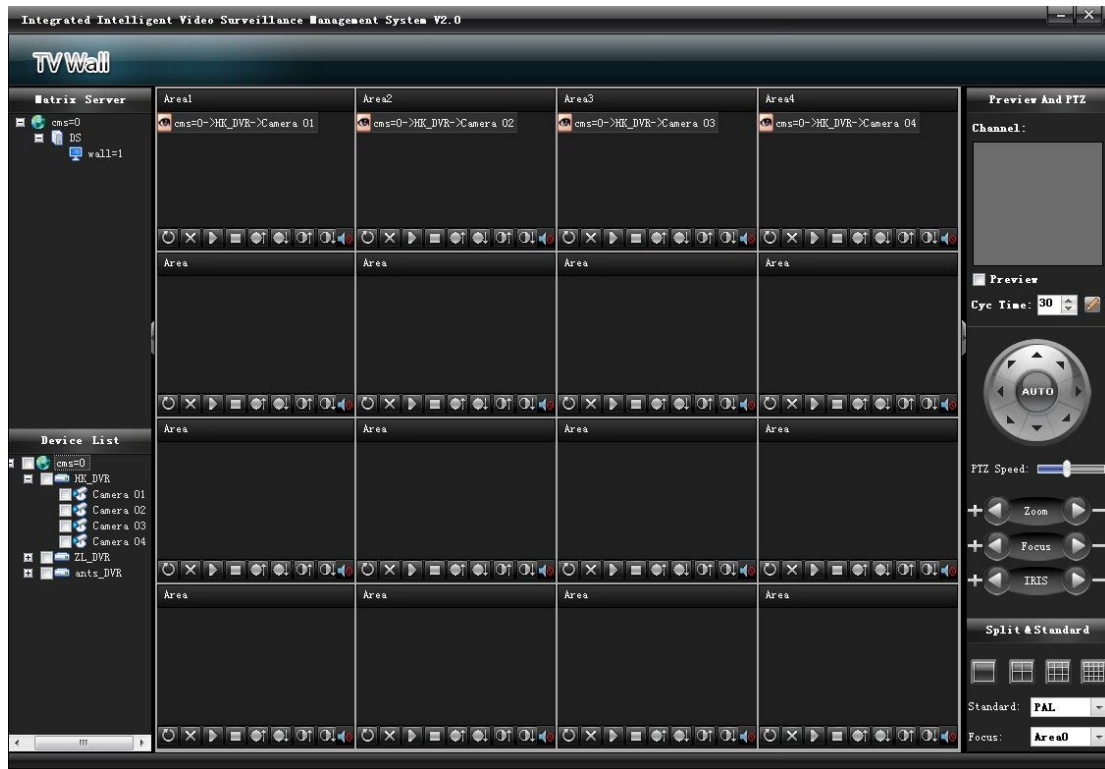 Integrated Intelligent Video Surveillance Management System V2.0
TV Wall
Matrix Server
cms=0
DS
wall=1
Area1
Area2
Area3
Area4
cms=0->HK_DVR->Camera 01
cms=0->HK_DVR->Camera 02
cms=0->HK_DVR->Camera 03
cms=0->HK_DVR->Camera 04
Area
Area
Area
Area
Area
Area
Area
Area
Area
Area
Area
Area
Device List
cms=0
HK_DVR
Camera 01
Camera 02
Camera 03
Camera 04
ZL_DVR
ants_DVR
Preview And PTZ
Channel:
Preview
Cyc Time: 30
AUTO
PTZ Speed:
Zoom
Focus
IRIS
Split&Standard
Standard: PAL
Focus: Area0